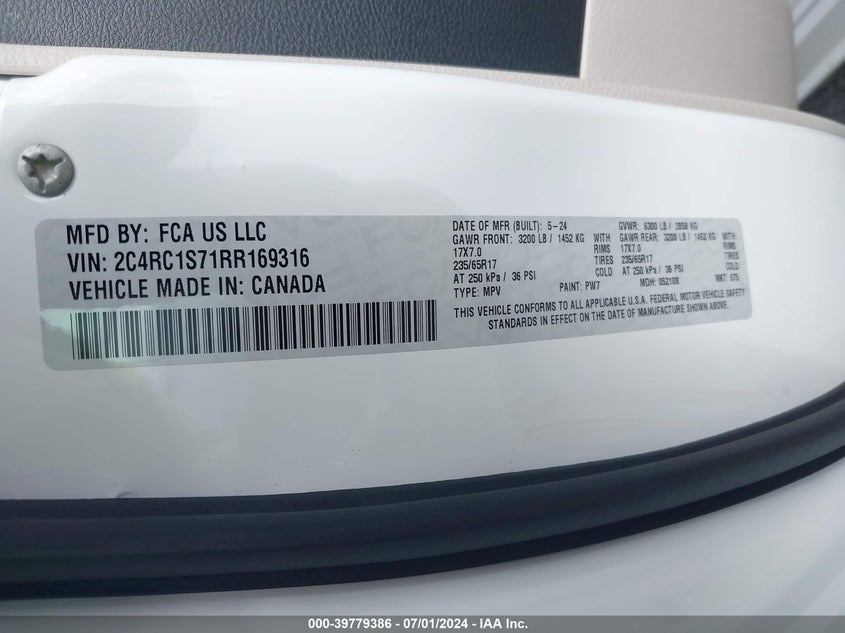 MFD BY: FCA US LLC
VIN: 2C4RC1S71RR169316
VEHICLE MADE IN: CANADA
DATE OF MFR (BUILT): 5-24 GVWR: 6300 LB / 2858 KG
GAWR FRONT: 3200 LB / 1452 KG WITH GAWR REAR: 3200 LB / 1452 KG WITH
17X7.0 RIMS 17X7.0 RIMS
235/65R17 TIRES 235/65R17 TIRES
AT 250 kPa / 36 PSI AT 250 kPa / 36 PSI
TYPE: MPV PAINT: PW7 MDH: 052108 MKT:
THIS VEHICLE CONFORMS TO ALL APPLICABLE U.S.A. FEDERAL MOTOR VEHICLE SAFETY
STANDARDS IN EFFECT ON THE DATE OF MANUFACTURE SHOWN ABOVE.
000-39779386 - 07/01/2024 - IAA Inc.